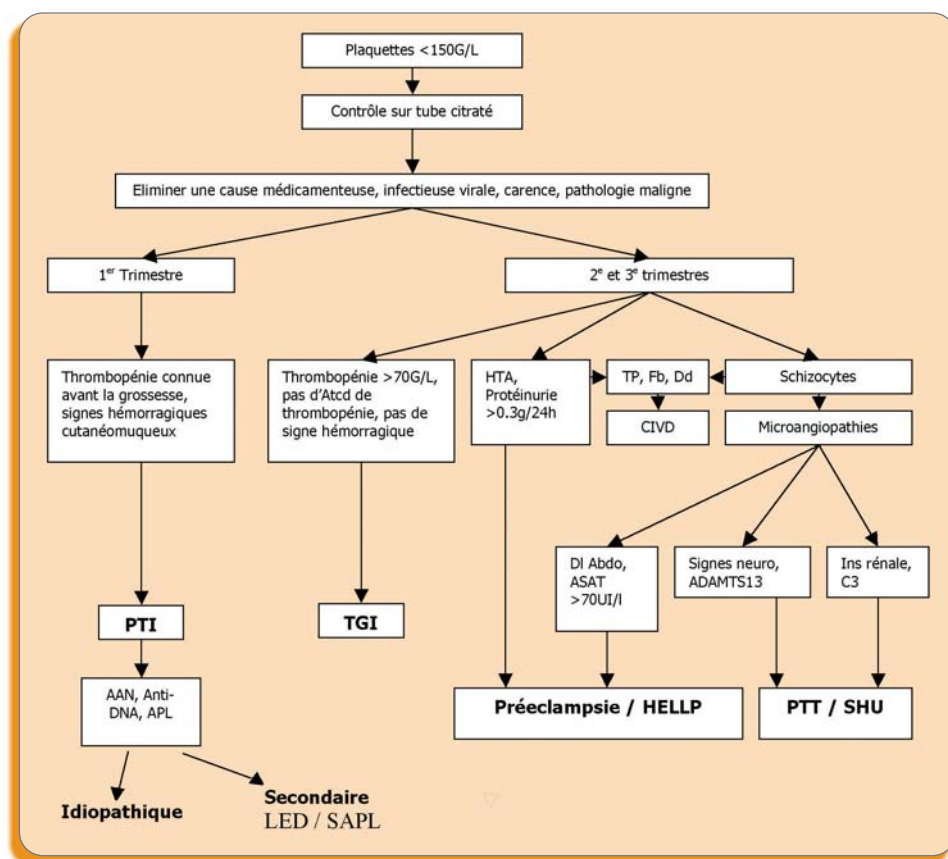 Plaquettes <150G/L
Contrôle sur tube citraté
Eliminer une cause médicamenteuse, infectieuse virale, carence, pathologie maligne
1er Trimestre
2e et 3e trimestres
Thrombopénie connue
avant la grossesse,
signes hémorragiques
cutanéomuqueux
Thrombopénie >70G/L,
pas d'Atcd de
thrombopénie, pas de
signe hémorragique
HTA,
Protéinurie
>0.3g/24h
TP, Fb, Dd
CIVD
Schizocytes
Microangiopathies
Dl Abdo,
ASAT
>70UI/l
Signes neuro,
ADAMTS13
Ins rénale,
C3
PTI
TGI
AAN, Anti-
DNA, APL
Préeclampsie / HELLP
PTT / SHU
Idiopathique
Secondaire
LED / SAPL